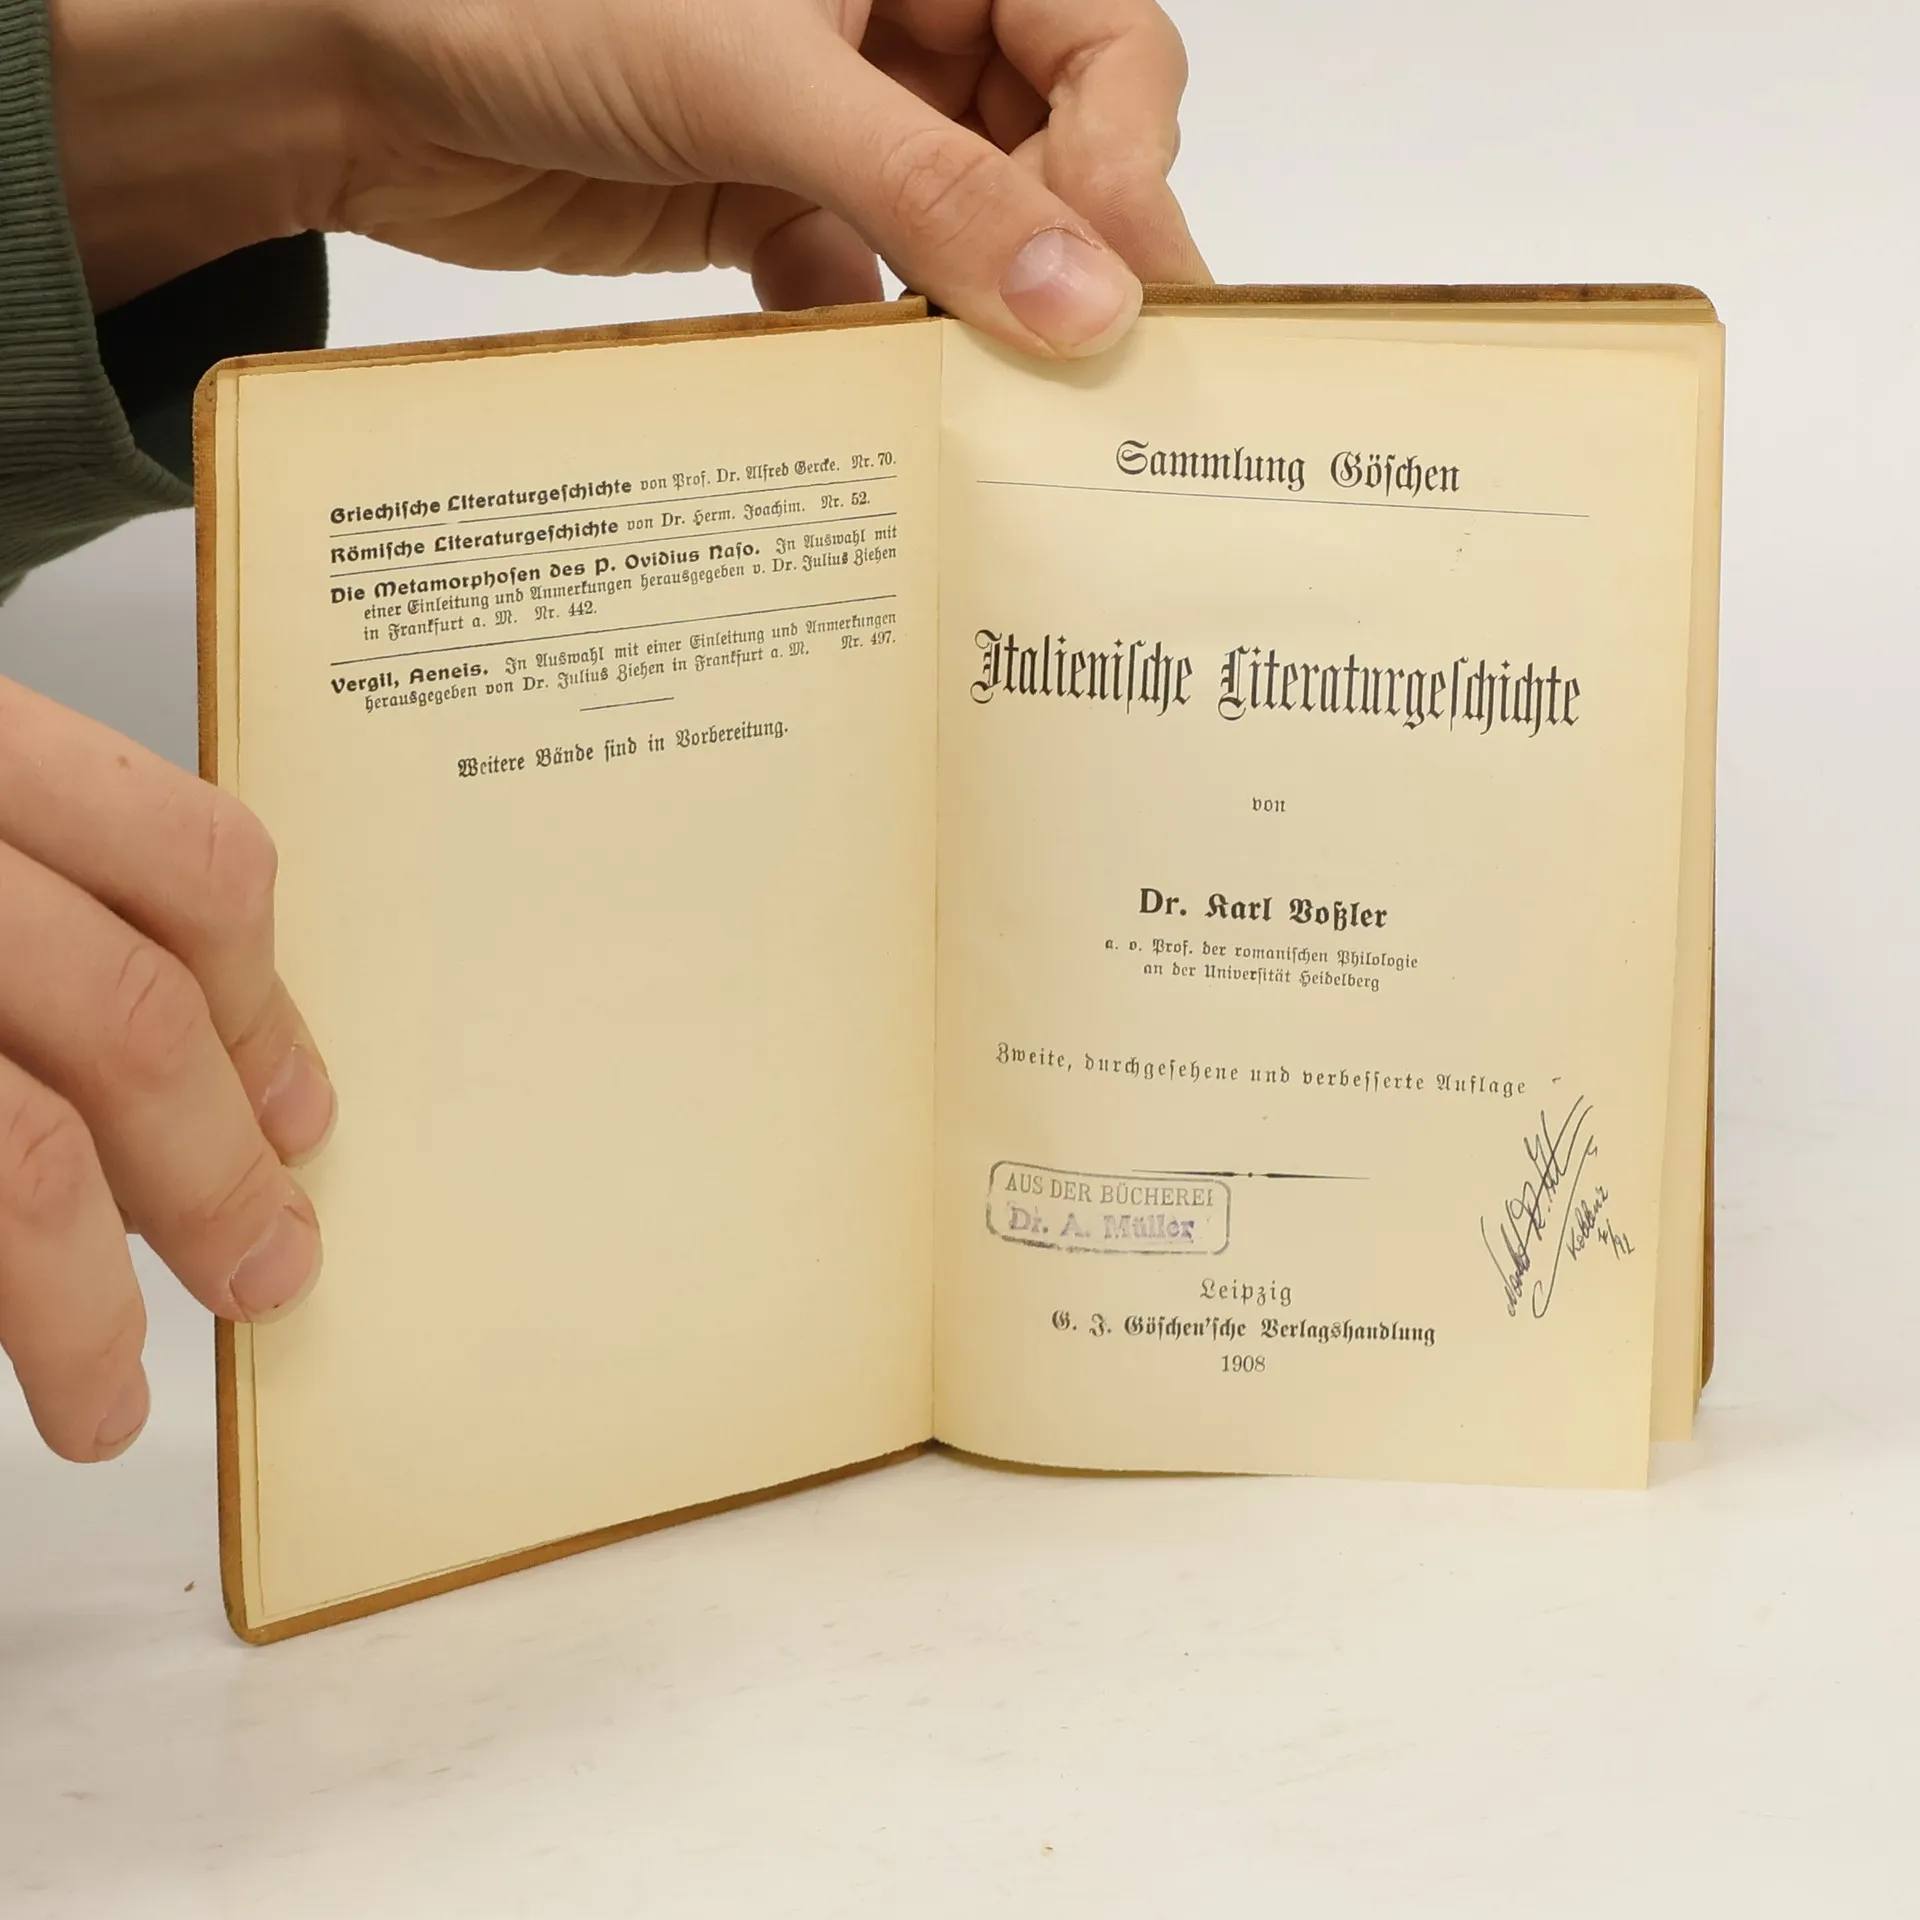 Griechische Literaturgeschichte von Prof. Dr. Alfred Gercke. Nr. 70.
Römische Literaturgeschichte von Dr. Herm. Joachim. Nr. 52.
Die Metamorphosen des P. Ovidius Naso. In Auswahl mit
einer Einleitung und Anmerkungen herausgegeben v. Dr. Julius Ziehen
in Frankfurt a. M. Nr. 442.
Vergil, Aeneis. In Auswahl mit einer Einleitung und Anmerkungen
herausgegeben von Dr. Julius Ziehen in Frankfurt a. M. Nr. 497.
Weitere Bände sind in Vorbereitung.
Sammlung Göschen
Italienische Literaturgeschichte
von
Dr. Karl Voßler
a. o. Prof. der romanischen Philologie
an der Universität Heidelberg
Zweite, durchgesehene und verbesserte Auflage
AUS DER BÜCHEREI
Dr. A. Müller
Koblenz
Leipzig
G. J. Göschen'sche Verlagshandlung
1908